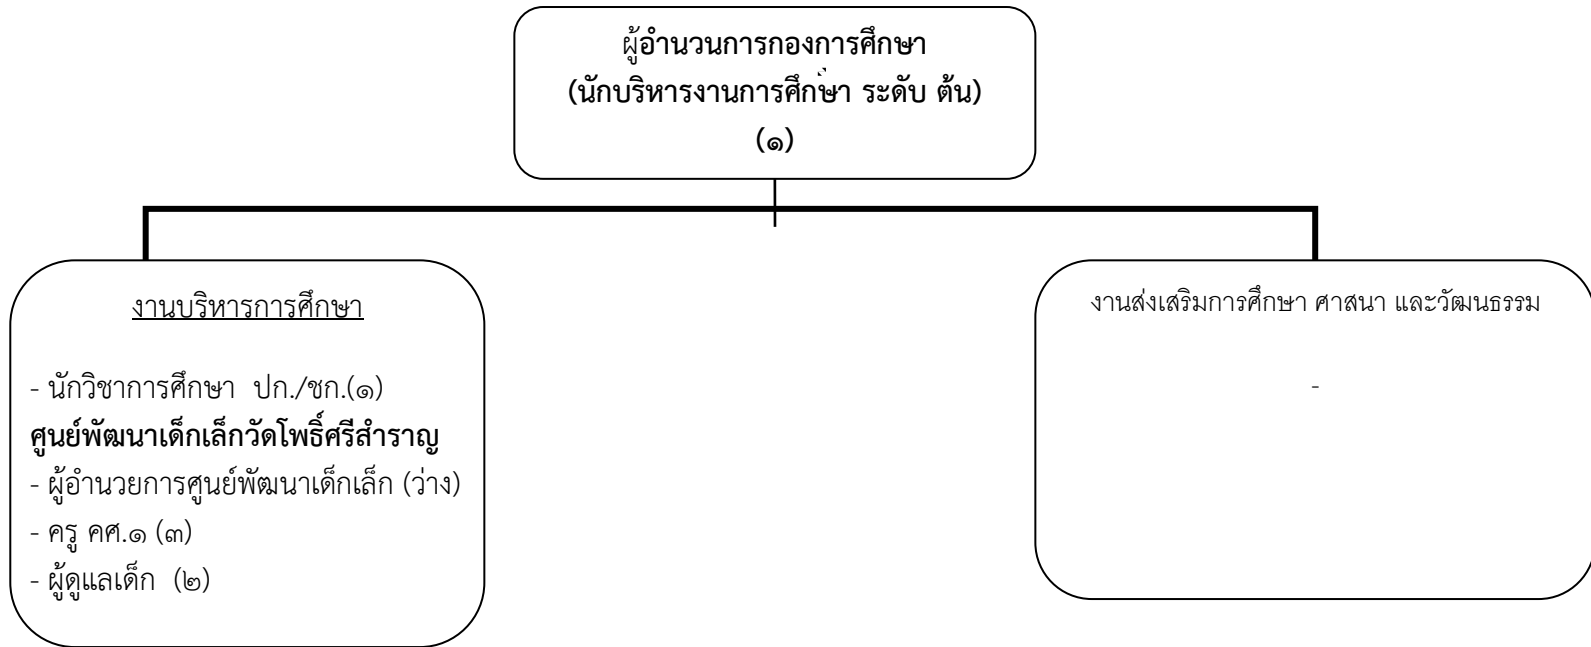 ผู้อำนวนการกองการศึกษา
(นักบริหารงานการศึกษา ระดับ ต้น)
(๑)
งานบริหารการศึกษา
- นักวิชาการศึกษา ปก./ชก.(๑)
ศูนย์พัฒนาเด็กเล็กวัดโพธิ์ศรีสำราญ
- ผู้อำนวยการศูนย์พัฒนาเด็กเล็ก (ว่าง)
- ครู คศ.๑ (๓)
- ผู้ดูแลเด็ก (๒)
งานส่งเสริมการศึกษา ศาสนา และวัฒนธรรม
-